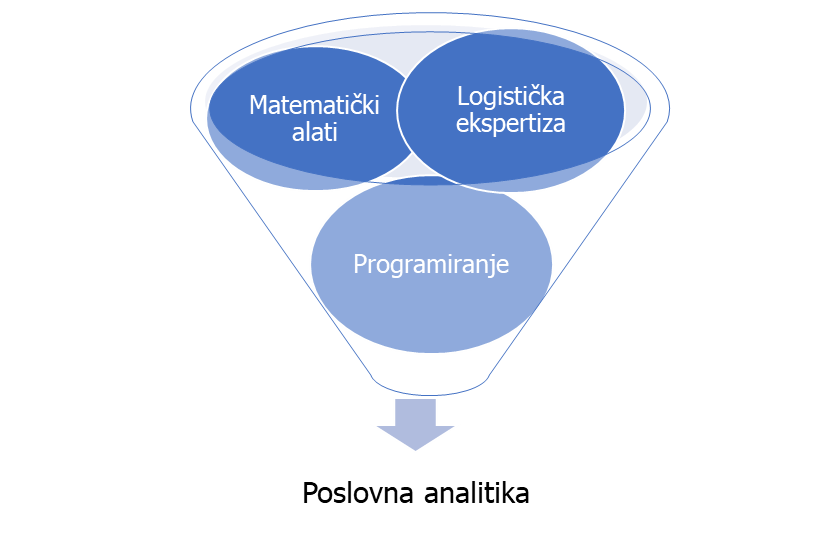 Matematički
alati
Logistička
ekspertiza
Programiranje
Poslovna analitika